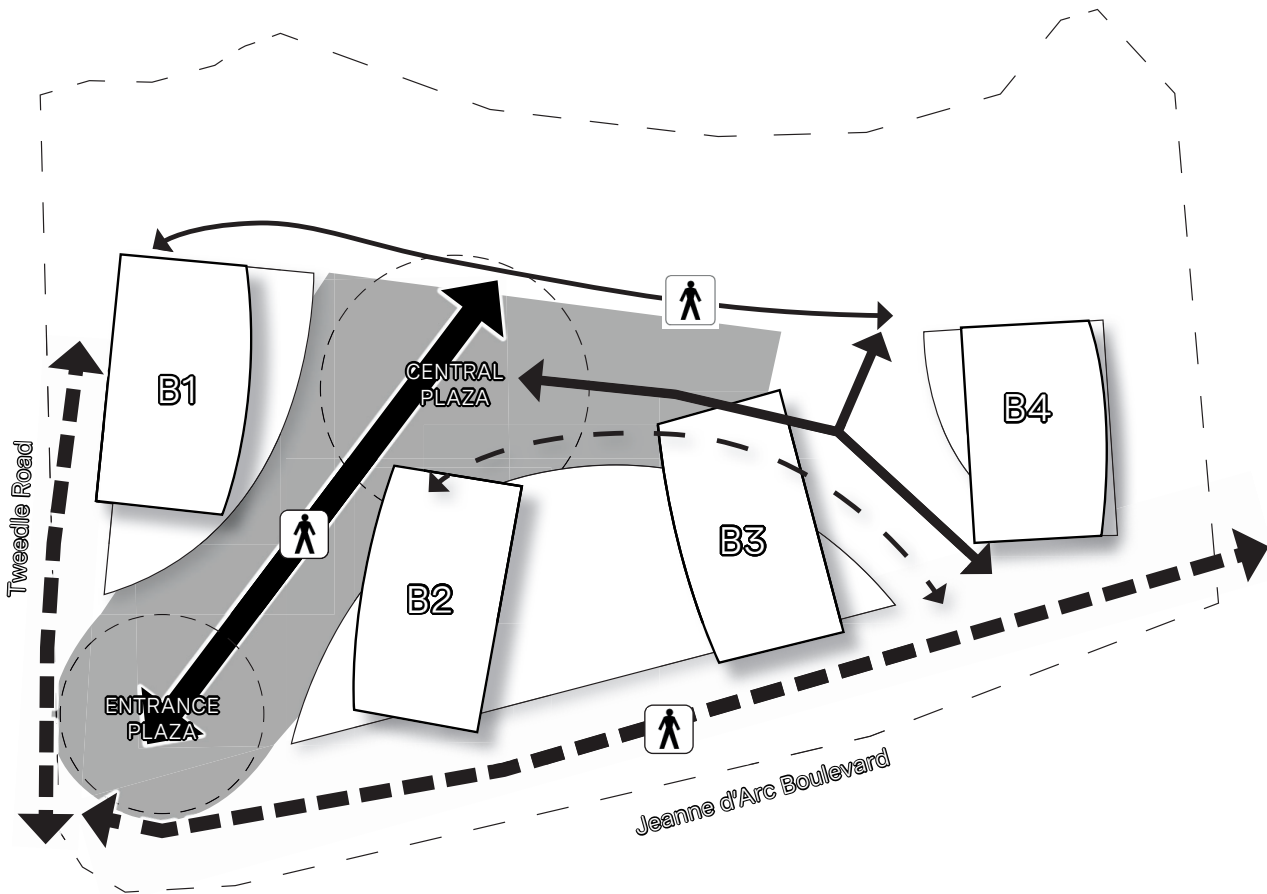 CENTRAL
PLAZA
B1
B4
Tweedle Road
B3
B2
ENTRANCE
PLAZA
Jeanne d'Arc Boulevard